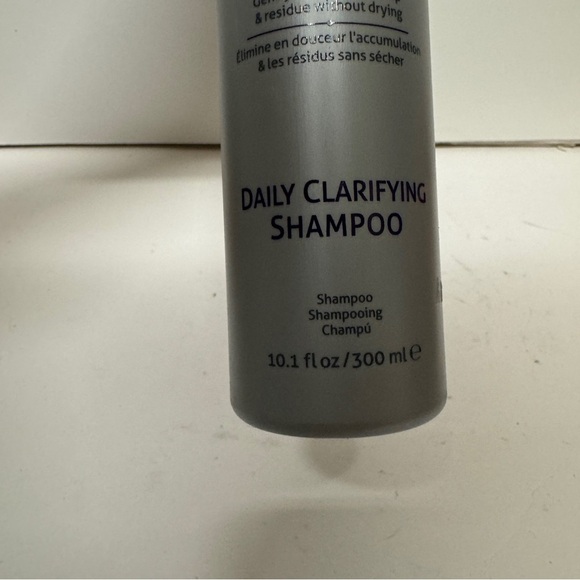 & residue without drying
Élimine en douceur l'accumulation
& les résidus sans sécher
DAILY CLARIFYING
SHAMPOO
Shampoo
Shampooing
Champú
10.1 fl oz/300 ml ℮